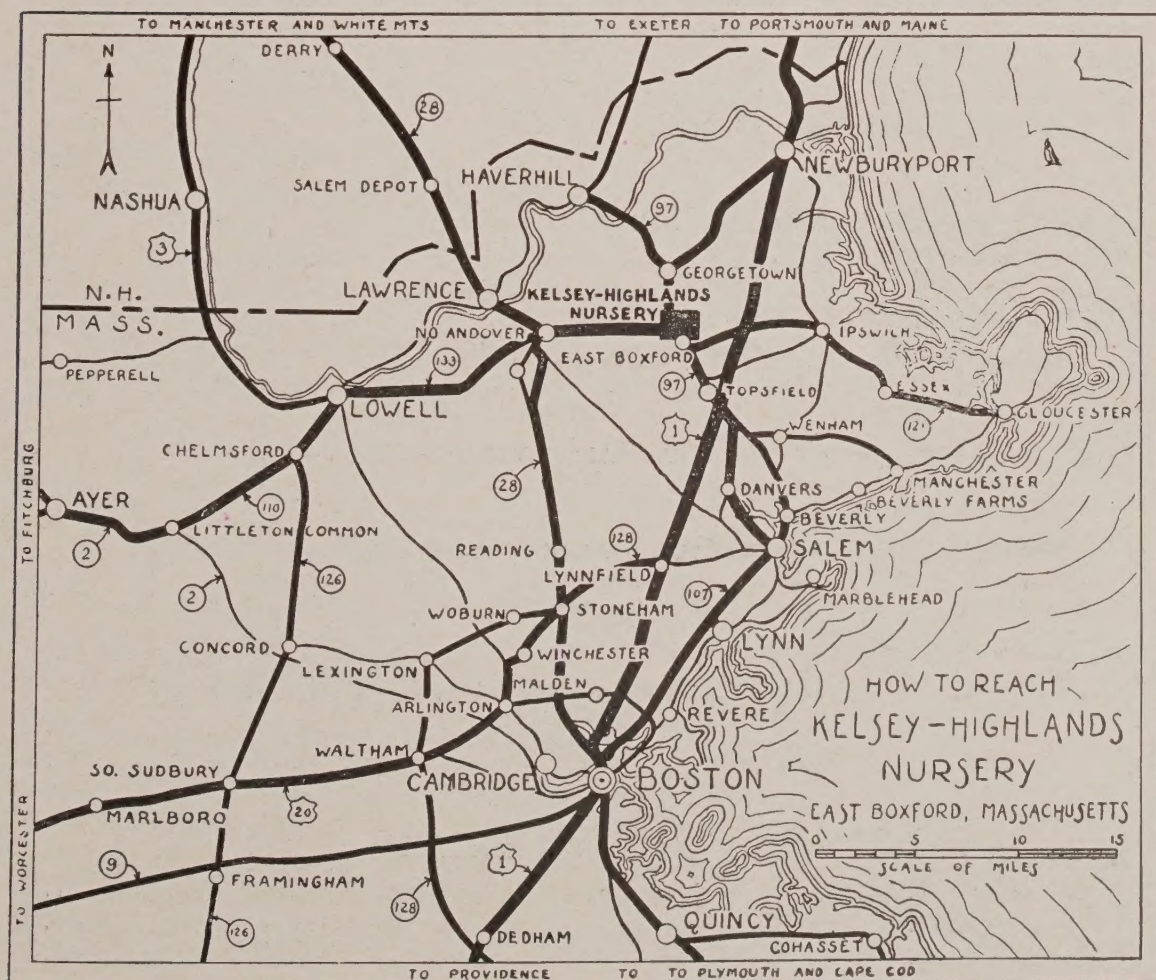 TO MANCHESTER AND WHITE MTS
TO EXETER
TO PORTSMOUTH AND MAINE
N
DERRY
28
SALEM DEPOT
HAVERHILL
NEWBURYPORT
NASHUA
97
3
GEORGETOWN
LAWRENCE
KELSEY-HIGHLANDS
NURSERY
N.H.
MASS.
NO ANDOVER
IPSWICH
EAST BOXFORD
PEPPERELL
133
97
TOPSFIELD
ESSEX
LOWELL
GLOUCESTER
121
1
WENHAM
CHELMSFORD
28
MANCHESTER
DANVERS
BEVERLY FARMS
AYER
110
BEVERLY
LITTLETON COMMON
TO FITCHBURG
2
READING
128
SALEM
LYNNFIELD
126
2
MARBLEHEAD
107
WOBURN
STONEHAM
LYNN
CONCORD
WINCHESTER
LEXINGTON
MALDEN
HOW TO REACH
ARLINGTON
REVERE
KELSEY-HIGHLANDS
WALTHAM
NURSERY
SO. SUDBURY
CAMBRIDGE
BOSTON
MARLBORO
20
EAST BOXFORD, MASSACHUSETTS
0 5 10 15
SCALE OF MILES
9
1
TO WORCESTER
FRAMINGHAM
128
126
QUINCY
DEDHAM
COHASSET
TO PROVIDENCE
TO
TO PLYMOUTH AND CAPE COD